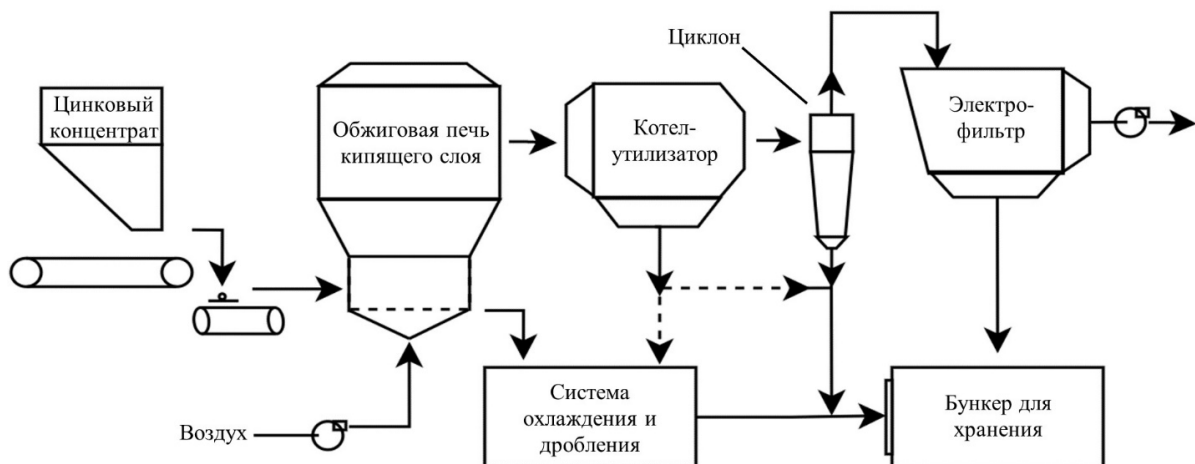 Циклон
Цинковый
концентрат
Обжиговая печь
кипящего слоя
Котел-
утилизатор
Электро-
фильтр
Воздух
Система
охлаждения и
дробления
Бункер для
хранения